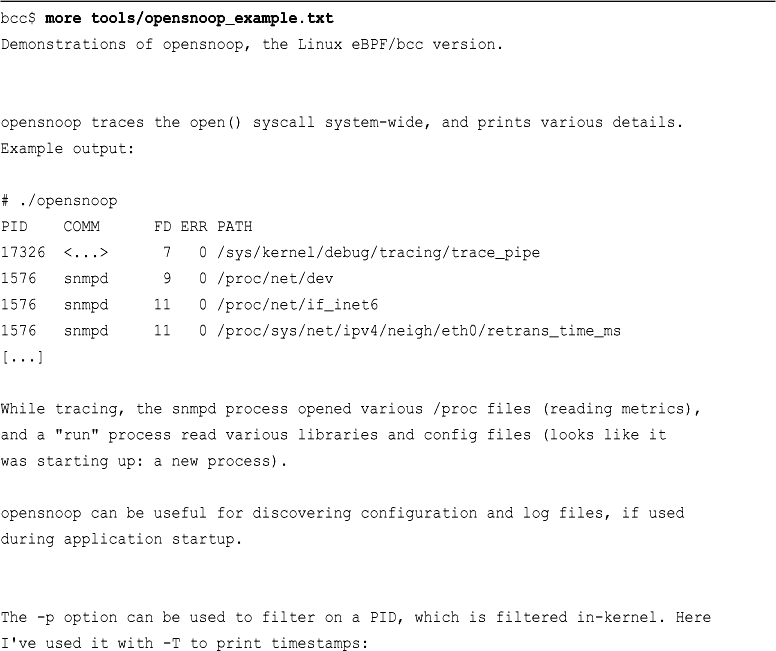 bcc$ more tools/opensnoop_example.txt
Demonstrations of opensnoop, the Linux eBPF/bcc version.
opensnoop traces the open() syscall system-wide, and prints various details.
Example output:
# ./opensnoop
PID    COMM      FD ERR PATH
17326  <...>      7   0 /sys/kernel/debug/tracing/trace_pipe
1576   snmpd      9   0 /proc/net/dev
1576   snmpd     11   0 /proc/net/if_inet6
1576   snmpd     11   0 /proc/sys/net/ipv4/neigh/eth0/retrans_time_ms
[...]
While tracing, the snmpd process opened various /proc files (reading metrics),
and a "run" process read various libraries and config files (looks like it
was starting up: a new process).
opensnoop can be useful for discovering configuration and log files, if used
during application startup.
The -p option can be used to filter on a PID, which is filtered in-kernel. Here
I've used it with -T to print timestamps: